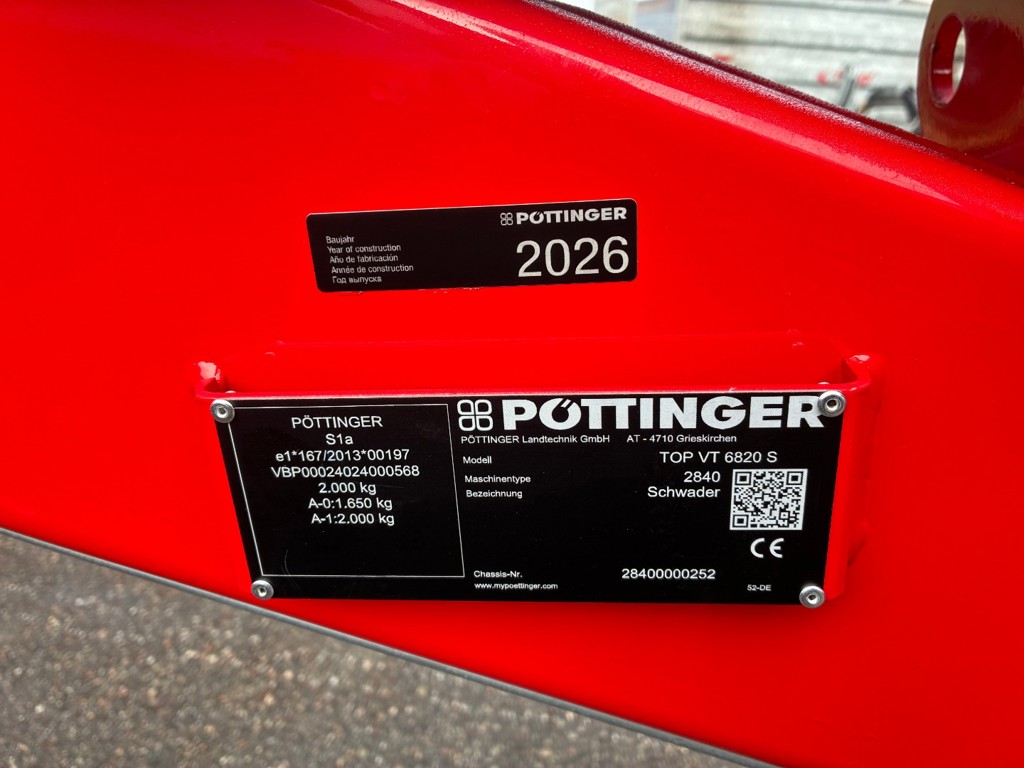 PÖTTINGER
Baujahr
Year of construction
Año de fabricación
Année de construction
Год выпуска
2026
PÖTTINGER
S1a
e1*167/2013*00197
VBP00024024000568
2.000 kg
A-0:1.650 kg
A-1:2.000 kg
PÖTTINGER
PÖTTINGER Landtechnik GmbH AT - 4710 Grieskirchen
Modell TOP VT 6820 S
Maschinentype 2840
Bezeichnung Schwader
CE
Chassis-Nr. 28400000252
www.mypoettinger.com 52-DE